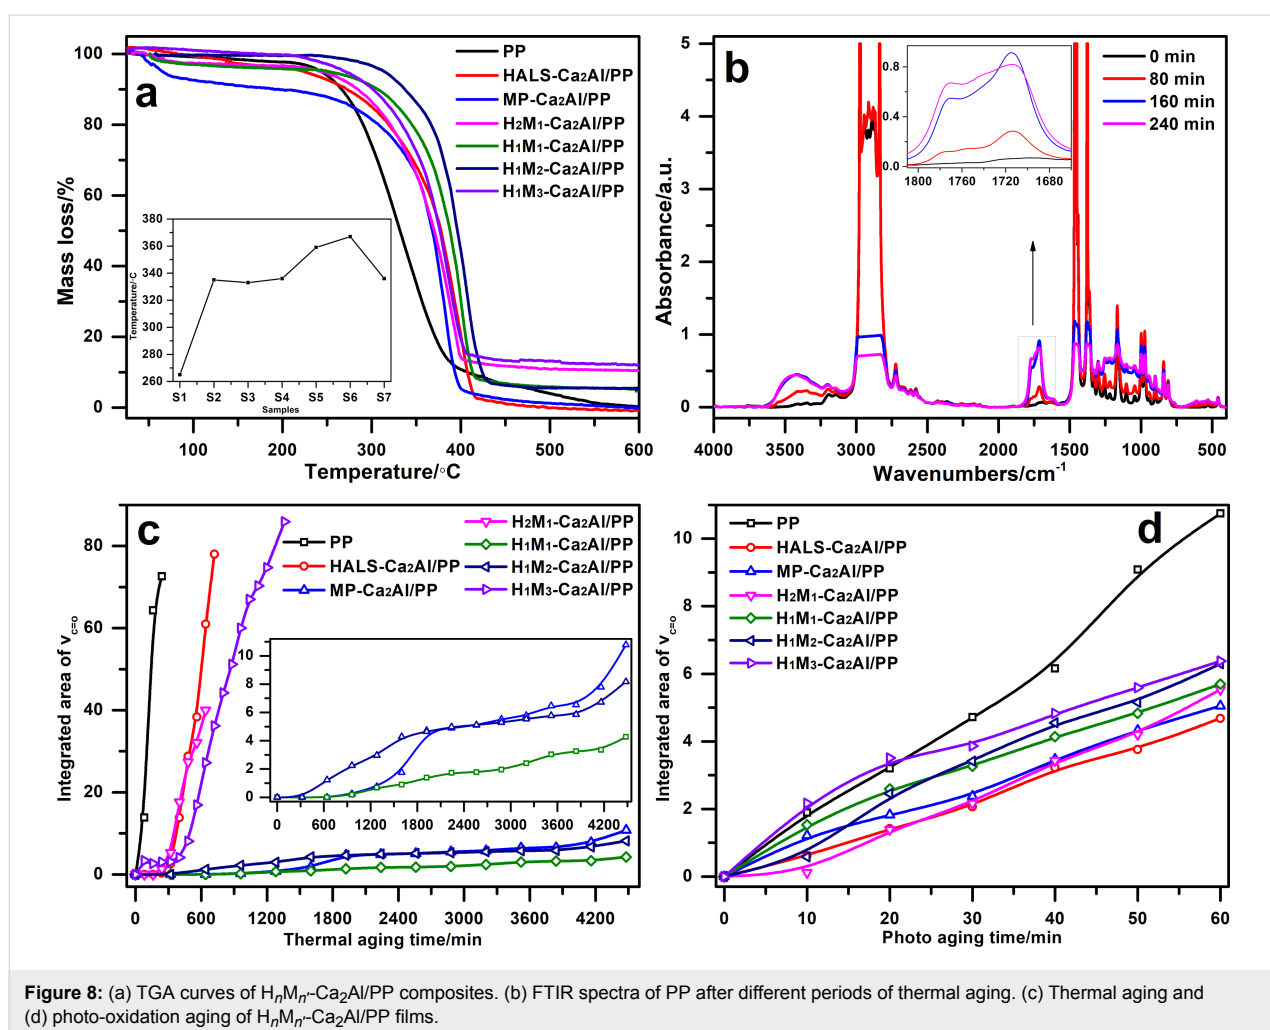 a
PP
HALS-Ca2Al/PP
MP-Ca2Al/PP
H2M1-Ca2Al/PP
H1M1-Ca2Al/PP
H1M2-Ca2Al/PP
H1M3-Ca2Al/PP
Mass loss/%
100
80
60
40
20
0
100 200 300 400 500 600
Temperature/◦C
Temperature/◦C
380
360
340
320
300
280
260
S1 S2 S3 S4 S5 S6 S7
Samples
b
0 min
80 min
160 min
240 min
Absorbance/a.u.
5
4
3
2
1
0
4000 3500 3000 2500 2000 1500 1000 500
Wavenumbers/cm-1
0.8
0.4
0.0
1800 1760 1720 1680
c
PP
HALS-Ca2Al/PP
MP-Ca2Al/PP
H2M1-Ca2Al/PP
H1M1-Ca2Al/PP
H1M2-Ca2Al/PP
H1M3-Ca2Al/PP
Integrated area of vc=o
80
60
40
20
0
0 600 1200 1800 2400 3000 3600 4200
Thermal aging time/min
10
8
6
4
2
0
0 600 1200 1800 2400 3000 3600 4200
d
PP
HALS-Ca2Al/PP
MP-Ca2Al/PP
H2M1-Ca2Al/PP
H1M1-Ca2Al/PP
H1M2-Ca2Al/PP
H1M3-Ca2Al/PP
Integrated area of vc=o
10
8
6
4
2
0
0 10 20 30 40 50 60
Photo aging time/min
Figure 8: (a) TGA curves of HnMn′-Ca2Al/PP composites. (b) FTIR spectra of PP after different periods of thermal aging. (c) Thermal aging and
(d) photo-oxidation aging of HnMn′-Ca2Al/PP films.